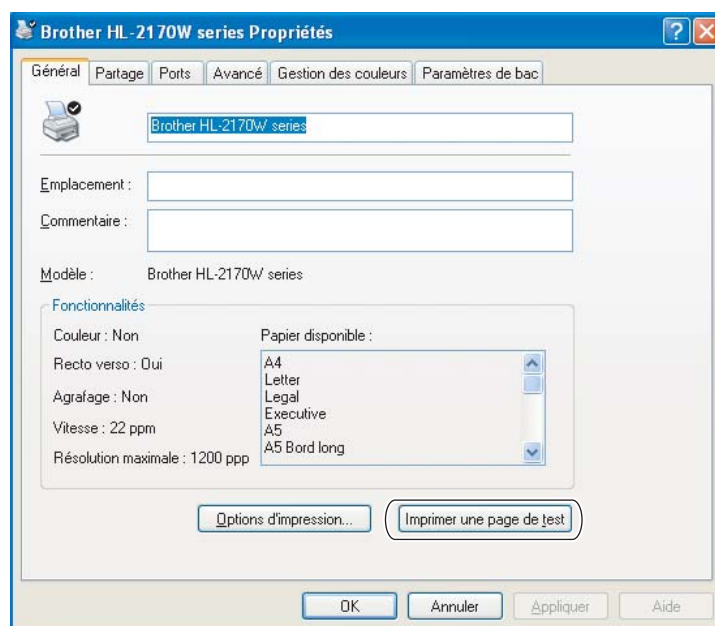 Brother HL-2170W series Propriétés
Général Partage Ports Avancé Gestion des couleurs Paramètres de bac
Brother HL-2170W series
Emplacement :
Commentaire :
Modèle : Brother HL-2170W series
Fonctionnalités
Couleur : Non
Papier disponible :
Recto verso : Oui
Agrafage : Non
Vitesse : 22 ppm
Résolution maximale : 1200 ppp
A4
Letter
Legal
Executive
A5
A5 Bord long
Options d'impression... Imprimer une page de test
OK Annuler Appliquer Aide